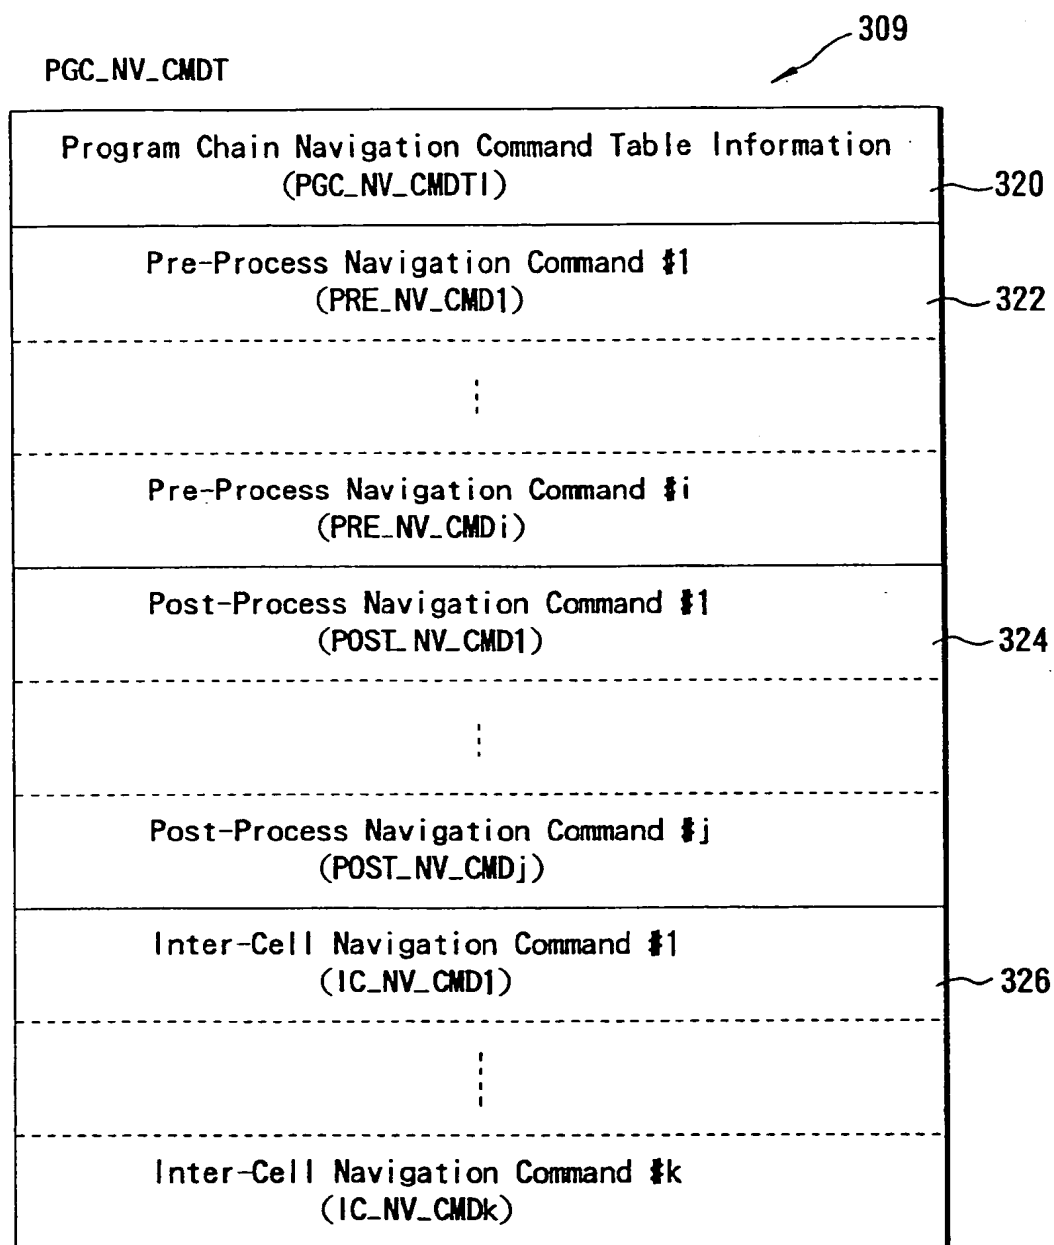 309
PGC_NV_CMDT
Program Chain Navigation Command Table Information
(PGC_NV_CMDTI)
320
Pre-Process Navigation Command #1
(PRE_NV_CMD1)
322
Pre-Process Navigation Command #i
(PRE_NV_CMDi)
Post-Process Navigation Command #1
(POST_NV_CMD1)
324
Post-Process Navigation Command #j
(POST_NV_CMDj)
Inter-Cell Navigation Command #1
(IC_NV_CMD1)
326
Inter-Cell Navigation Command #k
(IC_NV_CMDk)